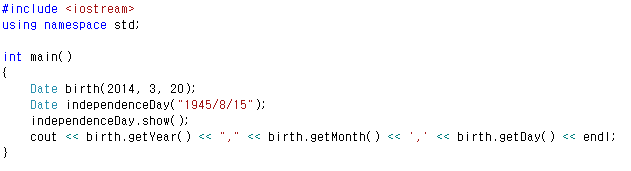 #include <iostream>
using namespace std;
int main()
{
Date birth(2014, 3, 20);
Date independenceDay("1945/8/15");
independenceDay.show();
cout << birth.getYear() << "," << birth.getMonth() << ',' << birth.getDay() << endl;
}